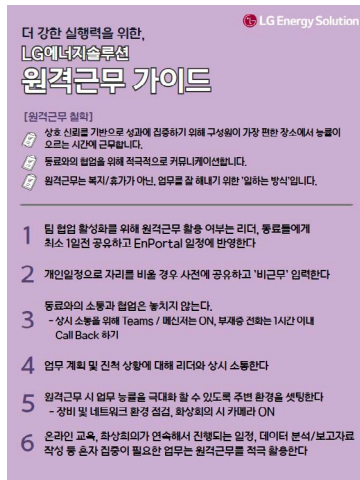 LG Energy Solution
더 강한 실행력을 위한,
LG에너지솔루션
원격근무 가이드
[원격근무 철학]
상호 신뢰를 기반으로 성과에 집중하기 위해 구성원이 가장 편한 장소에서 능률이
오르는 시간에 근무합니다.
동료와의 협업을 위해 적극적으로 커뮤니케이션합니다.
원격근무는 복지/휴가가 아닌, 업무를 잘 해내기 위한 '일하는 방식'입니다.
1 팀 협업 활성화를 위해 원격근무 활용 여부는 리더, 동료들에게
최소 1일전 공유하고 EnPortal 일정에 반영한다
2 개인일정으로 자리를 비울 경우 사전에 공유하고 '비근무' 입력한다
3 동료와의 소통과 협업은 놓치지 않는다.
- 상시 소통을 위해 Teams / 메신저는 ON, 부재중 전화는 1시간 이내
Call Back 하기
4 업무 계획 및 진척 상황에 대해 리더와 상시 소통한다
5 원격근무 시 업무 능률을 극대화 할 수 있도록 주변 환경을 셋팅한다
- 장비 및 네트워크 환경 점검, 화상회의 시 카메라 ON
6 온라인 교육, 화상회의가 연속해서 진행되는 일정, 데이터 분석/보고자료
작성 등 혼자 집중이 필요한 업무는 원격근무를 적극 활용한다